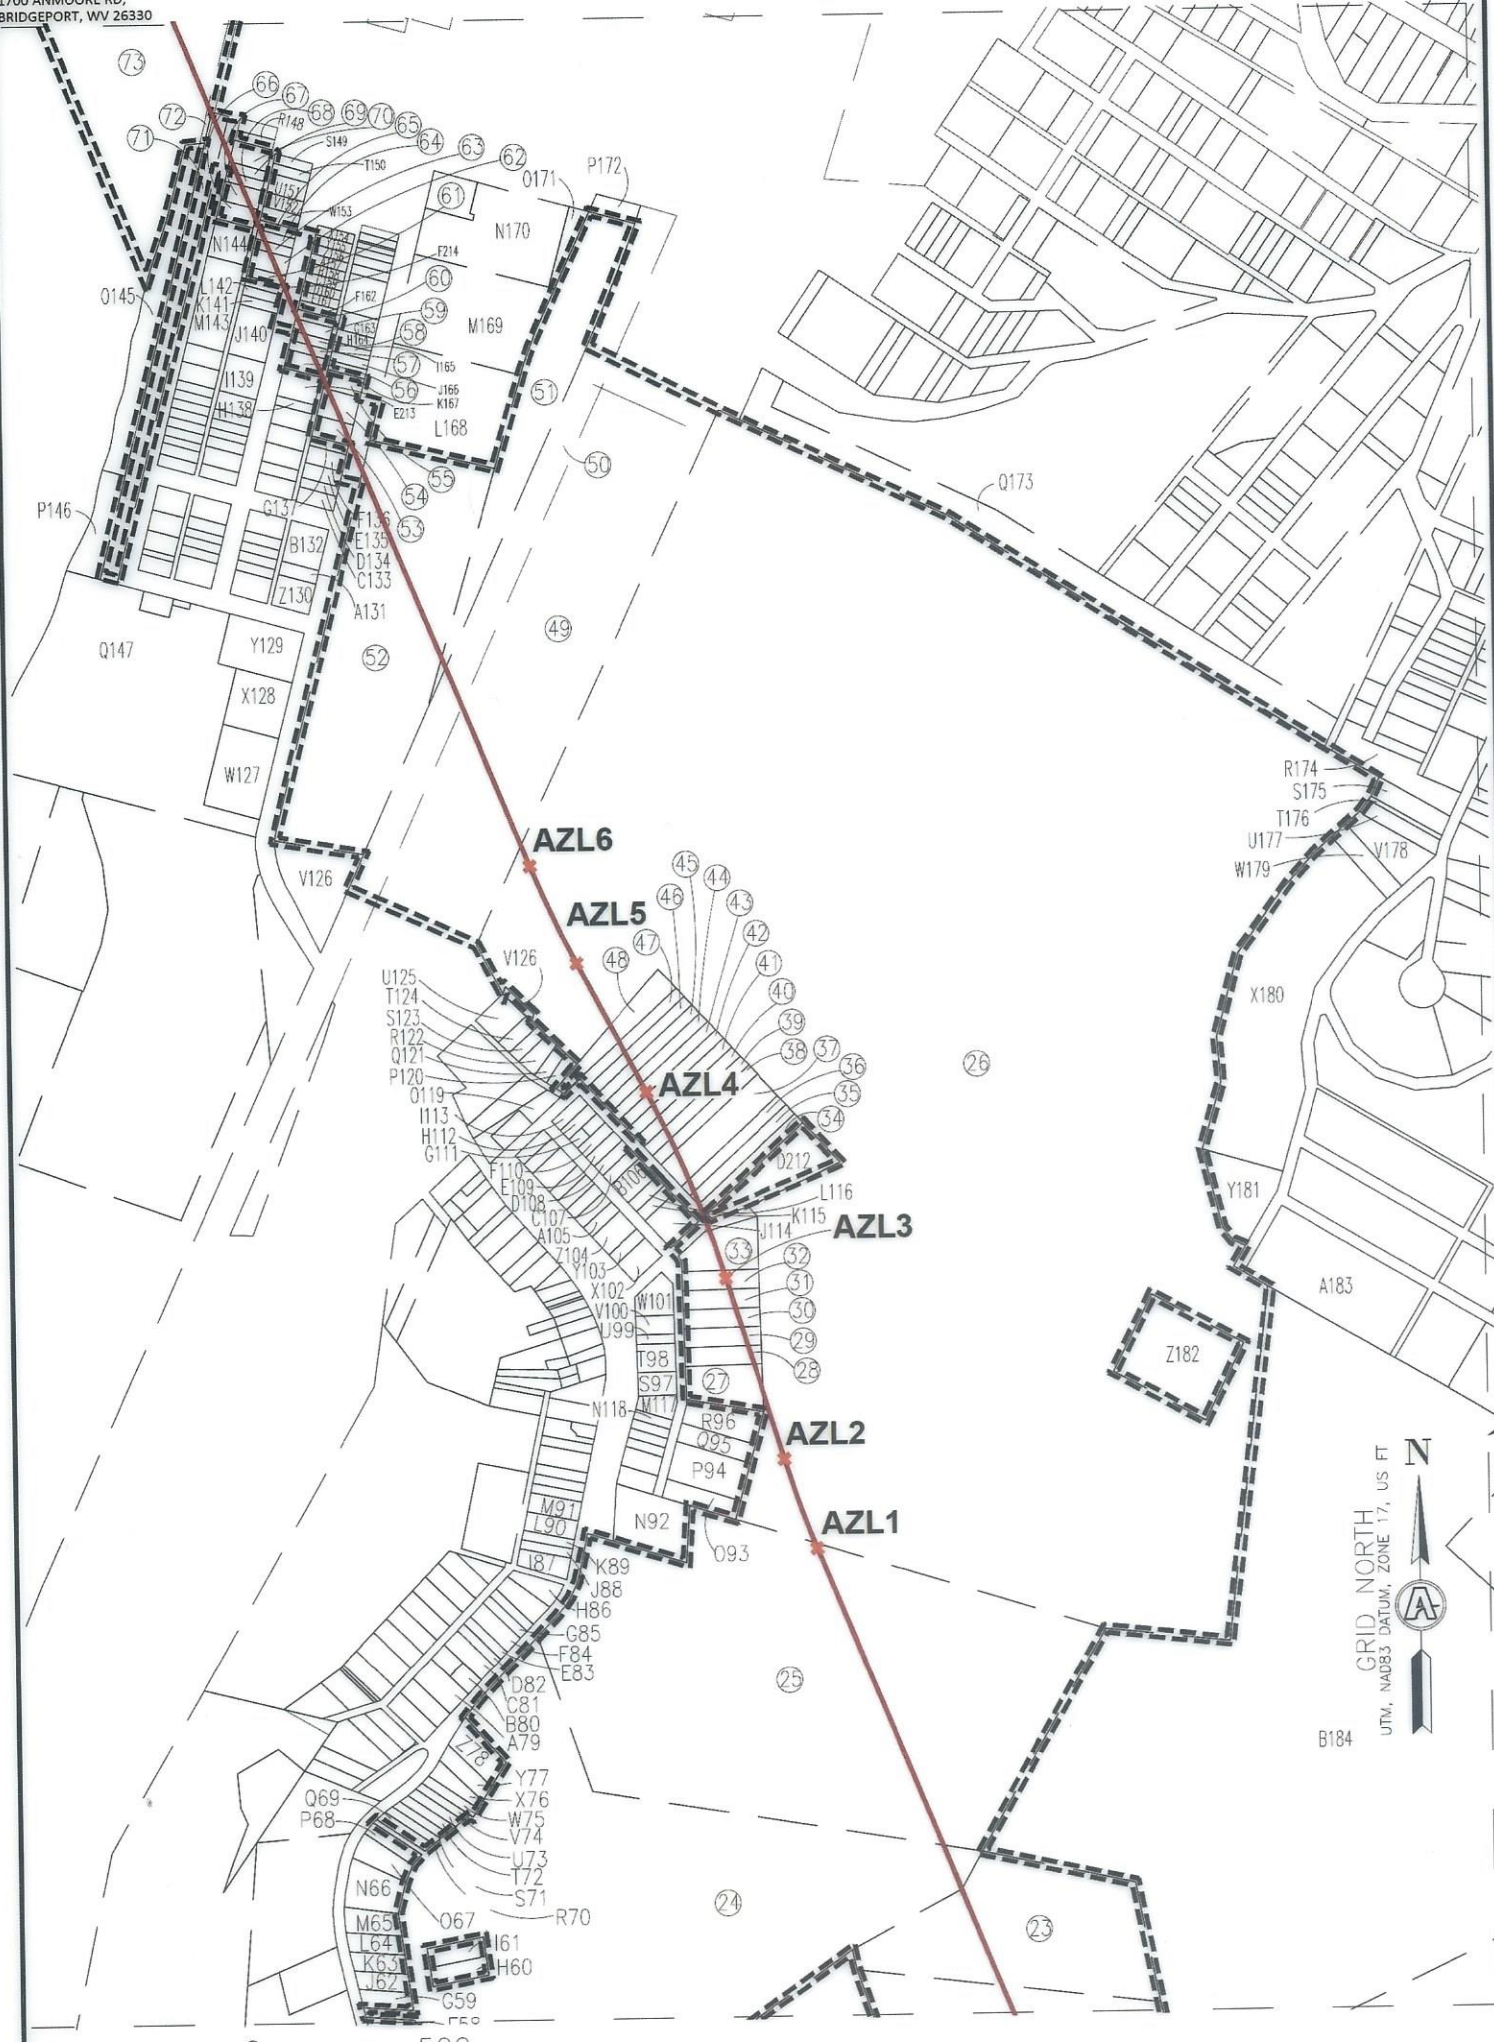 1700 ANMOORE RD,
BRIDGEPORT, WV 26330
73
66
67
68
69
70
65
64
63
62
61
72
71
R148
S149
T150
U151
V152
W153
O171
P172
N170
N144
F214
60
F162
59
L142
K141
M143
J140
O145
G163
H164
58
M169
I165
57
J166
56
K167
E213
51
I139
H138
L168
50
55
54
53
Q173
P146
G137
F136
E135
D134
C133
B132
Z130
A131
Y129
49
Q147
52
X128
W127
R174
S175
T176
U177
W179
V178
V126
AZL6
AZL5
45
44
46
43
42
47
48
41
40
39
38
37
36
35
34
V126
U125
T124
S123
R122
Q121
P120
O119
I113
H112
G111
F110
E109
D108
C107
A105
Z104
Y103
X102
B106
AZL4
26
X180
D212
L116
K115
J114
Y181
AZL3
33
32
31
30
29
28
27
W101
V100
U99
T98
S97
M117
N118
A183
Z182
R96
Q95
P94
AZL2
N92
O93
AZL1
M91
L90
I87
K89
J88
H86
G85
F84
E83
D82
C81
B80
A79
Z78
N
GRID NORTH
UTM, NAD83 DATUM, ZONE 17, US FT
A
25
B184
Y77
X76
W75
V74
U73
T72
S71
R70
Q69
P68
N66
O67
M65
L64
K63
J62
I61
H60
G59
24
23